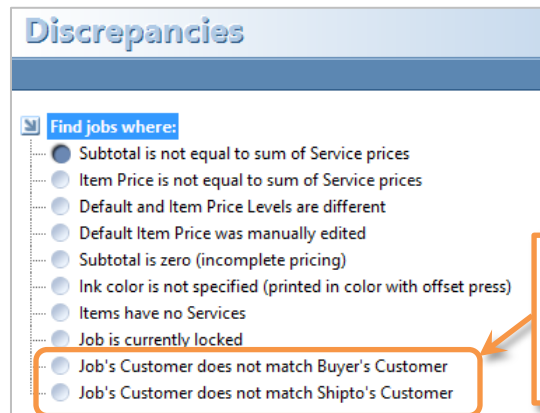 Discrepancies
Find jobs where:
Subtotal is not equal to sum of Service prices
Item Price is not equal to sum of Service prices
Default and Item Price Levels are different
Default Item Price was manually edited
Subtotal is zero (incomplete pricing)
Ink color is not specified (printed in color with offset press)
Items have no Services
Job is currently locked
Job's Customer does not match Buyer's Customer
Job's Customer does not match Shipto's Customer